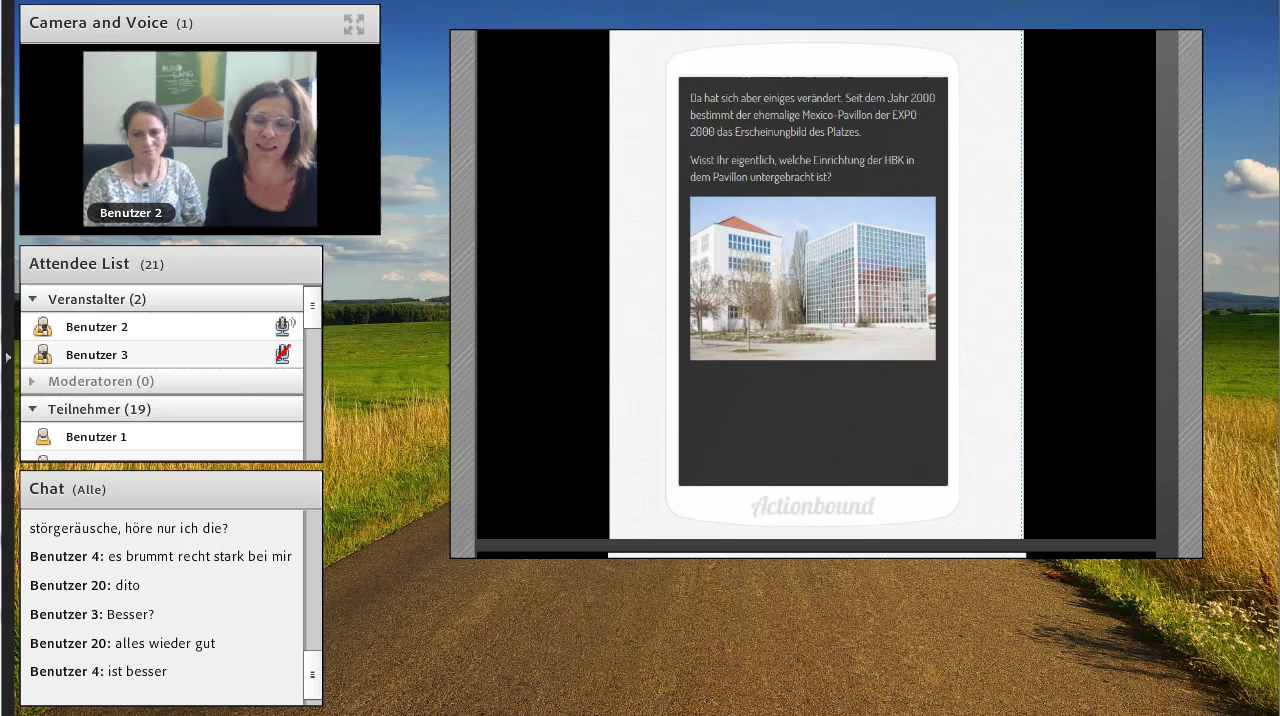 Camera and Voice (1)
RUND
GANG
Benutzer 2
Attendee List (21)
Veranstalter (2)
Benutzer 2
Benutzer 3
Moderatoren (0)
Teilnehmer (19)
Benutzer 1
Chat (Alle)
störgeräusche, höre nur ich die?
Benutzer 4: es brummt recht stark bei mir
Benutzer 20: dito
Benutzer 3: Besser?
Benutzer 20: alles wieder gut
Benutzer 4: ist besser
Da hat sich aber einiges verändert. Seit dem Jahr 2000
bestimmt der ehemalige Mexico-Pavillon der EXPO
2000 das Erscheinungbild des Platzes.
Wisst Ihr eigentlich, welche Einrichtung der HBK in
dem Pavillon untergebracht ist?
Actionbound